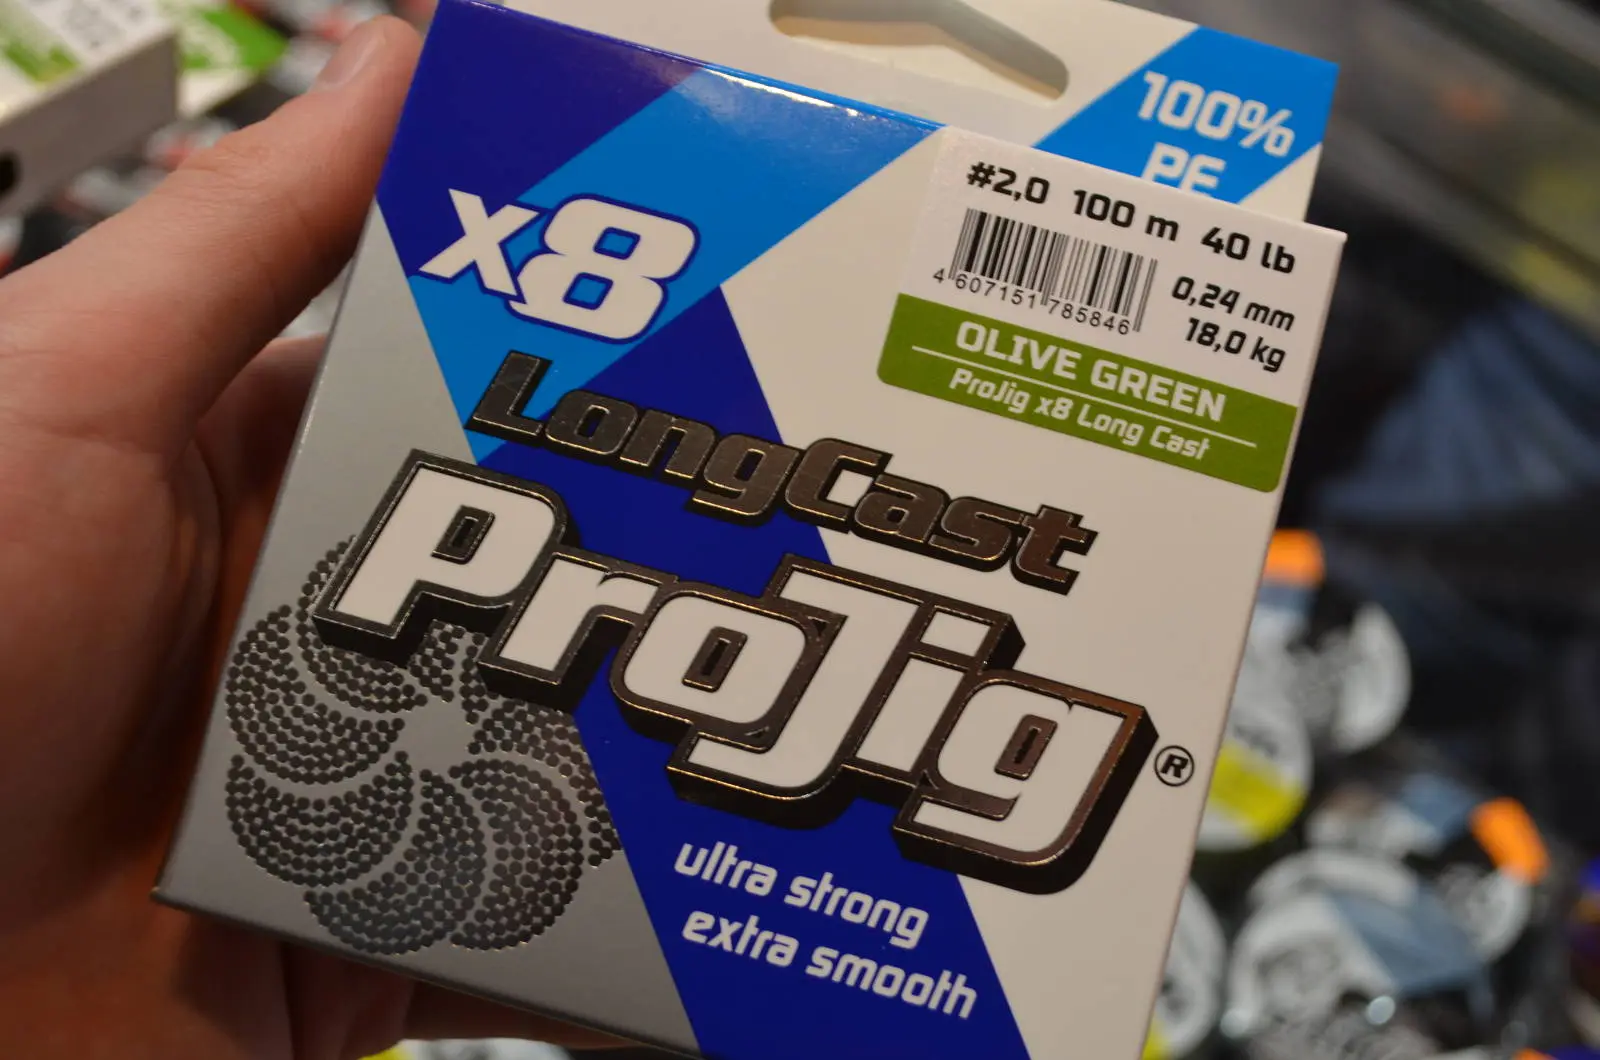 100%
PE
#2,0 100 m 40 lb
4 607151 785846
0,24 mm
18,0 kg
OLIVE GREEN
ProJig x8 Long Cast
x8
LongCast
ProJig®
ultra strong
extra smooth